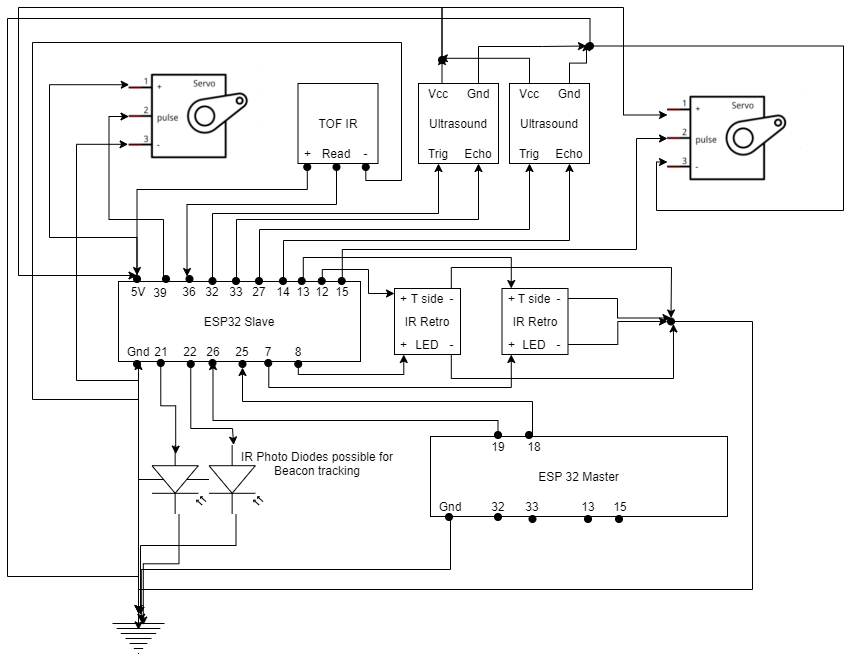 Servo
1 +
2 pulse
3 -
TOF IR
+ Read -
Vcc Gnd
Ultrasound
Trig Echo
Vcc Gnd
Ultrasound
Trig Echo
Servo
1 +
2 pulse
3 -
5V 39 36 32 33 27 14 13 12 15
ESP32 Slave
Gnd 21 22 26 25 7 8
+ T side -
IR Retro
+ LED -
+ T side -
IR Retro
+ LED -
IR Photo Diodes possible for
Beacon tracking
19 18
ESP 32 Master
Gnd 32 33 13 15